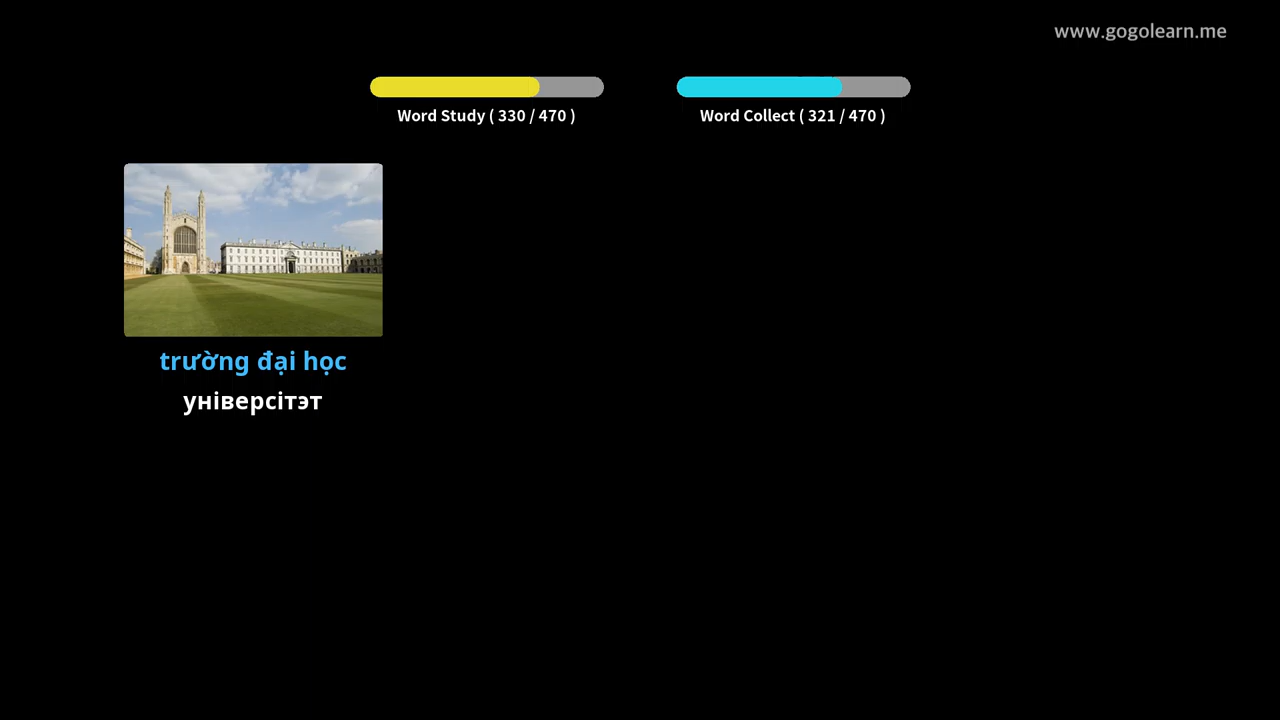 www.gogolearn.me
Word Study ( 330 / 470 )
Word Collect ( 321 / 470 )
trường đại học
універсітэт